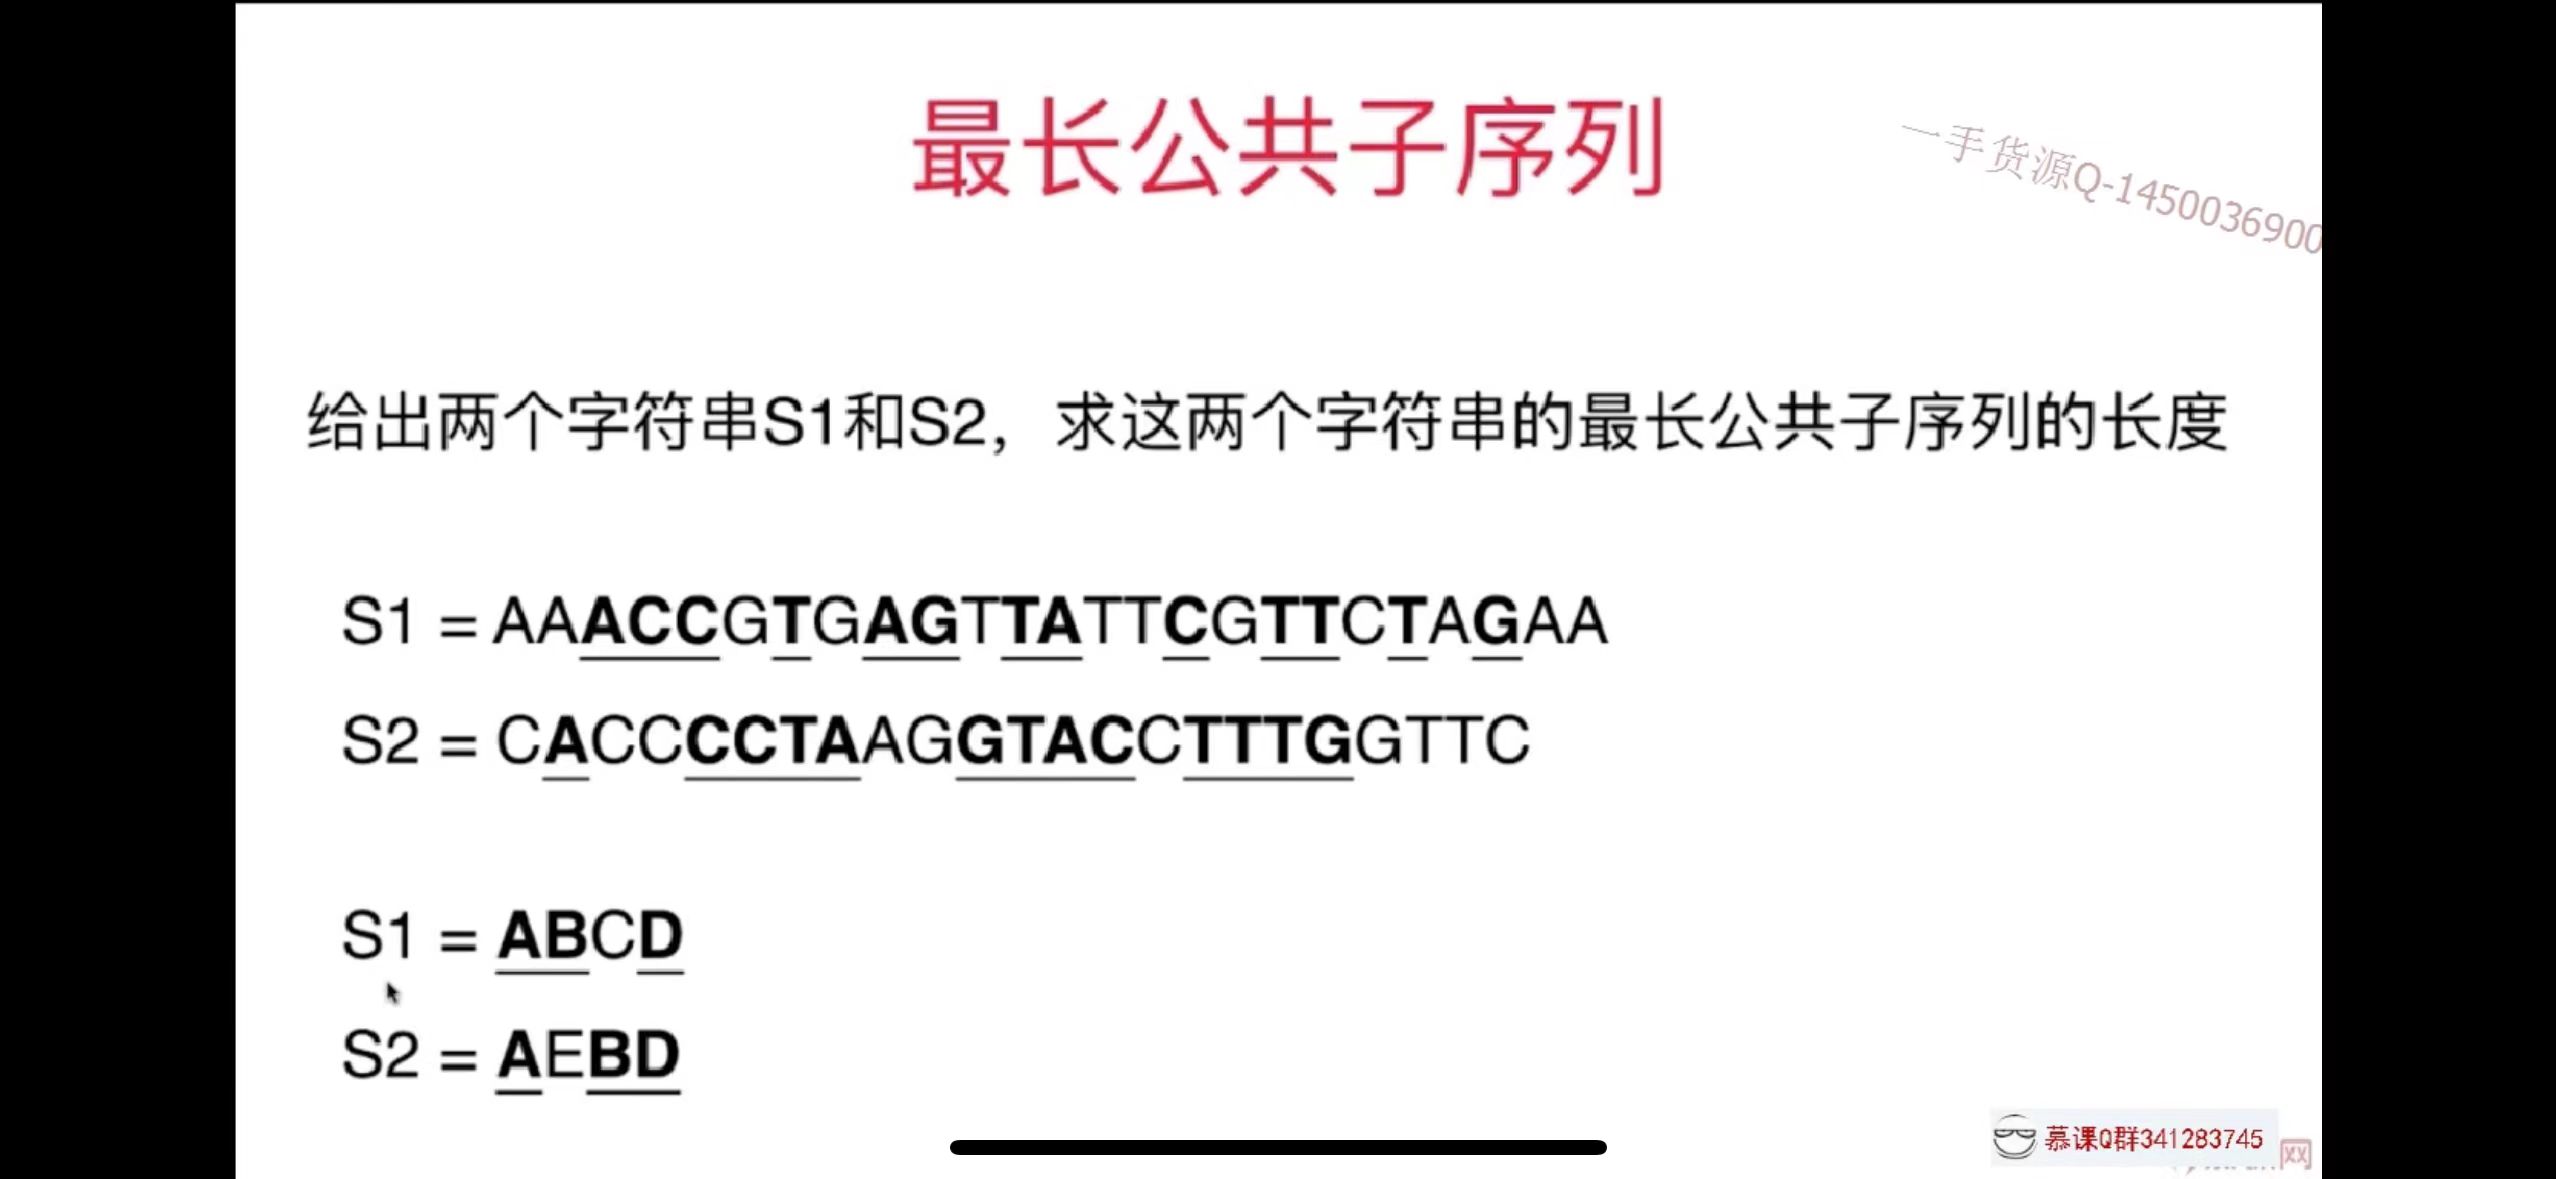 最长公共子序列
一手货源Q-1450036900
给出两个字符串S1和S2，求这两个字符串的最长公共子序列的长度
S1 = AAACCGTGAGTTATTCGTTCTAGAA
S2 = CACCCCTAAGGTACCTTTGGTTC
S1 = ABCD
S2 = AEBD
慕课Q群341283745
网